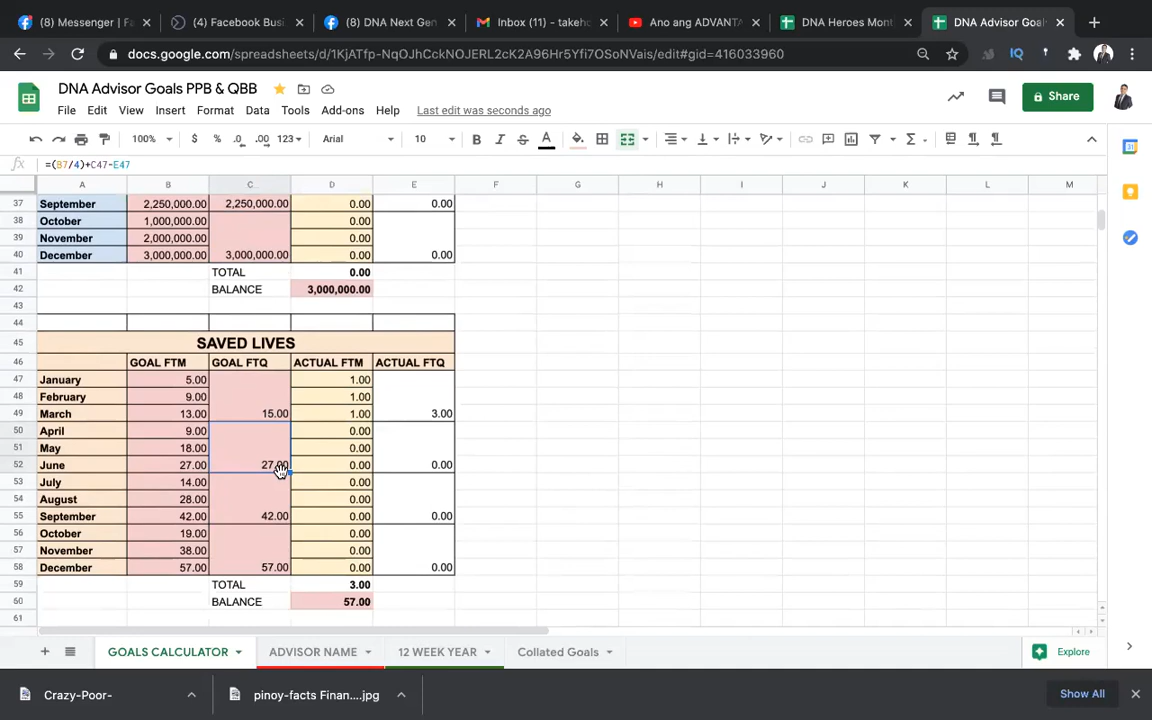 (8) Messenger | Fa
(4) Facebook Busi
(8) DNA Next Gen
Inbox (11) - takeho
Ano ang ADVANTA
DNA Heroes Mont
DNA Advisor Goal
docs.google.com/spreadsheets/d/1KjATfp-NqOJhCckNOJERL2cK2A96Hr5Yfi7OSoNVais/edit#gid=416033960
DNA Advisor Goals PPB & QBB
File Edit View Insert Format Data Tools Add-ons Help Last edit was seconds ago
Share
100% $ % .0 .00 123 Arial 10 B I S A
fx =(B7/4)+C47-E47
A B C D E F G H I J K L M
37 September 2,250,000.00 2,250,000.00 0.00 0.00
38 October 1,000,000.00 0.00
39 November 2,000,000.00 0.00
40 December 3,000,000.00 3,000,000.00 0.00 0.00
41 TOTAL 0.00
42 BALANCE 3,000,000.00
43
44
45 SAVED LIVES
46 GOAL FTM GOAL FTQ ACTUAL FTM ACTUAL FTQ
47 January 5.00 1.00
48 February 9.00 1.00
49 March 13.00 15.00 1.00 3.00
50 April 9.00 0.00
51 May 18.00 0.00
52 June 27.00 27.00 0.00 0.00
53 July 14.00 0.00
54 August 28.00 0.00
55 September 42.00 42.00 0.00 0.00
56 October 19.00 0.00
57 November 38.00 0.00
58 December 57.00 57.00 0.00 0.00
59 TOTAL 3.00
60 BALANCE 57.00
61
GOALS CALCULATOR ADVISOR NAME 12 WEEK YEAR Collated Goals
Explore
Crazy-Poor-
pinoy-facts Finan....jpg
Show All